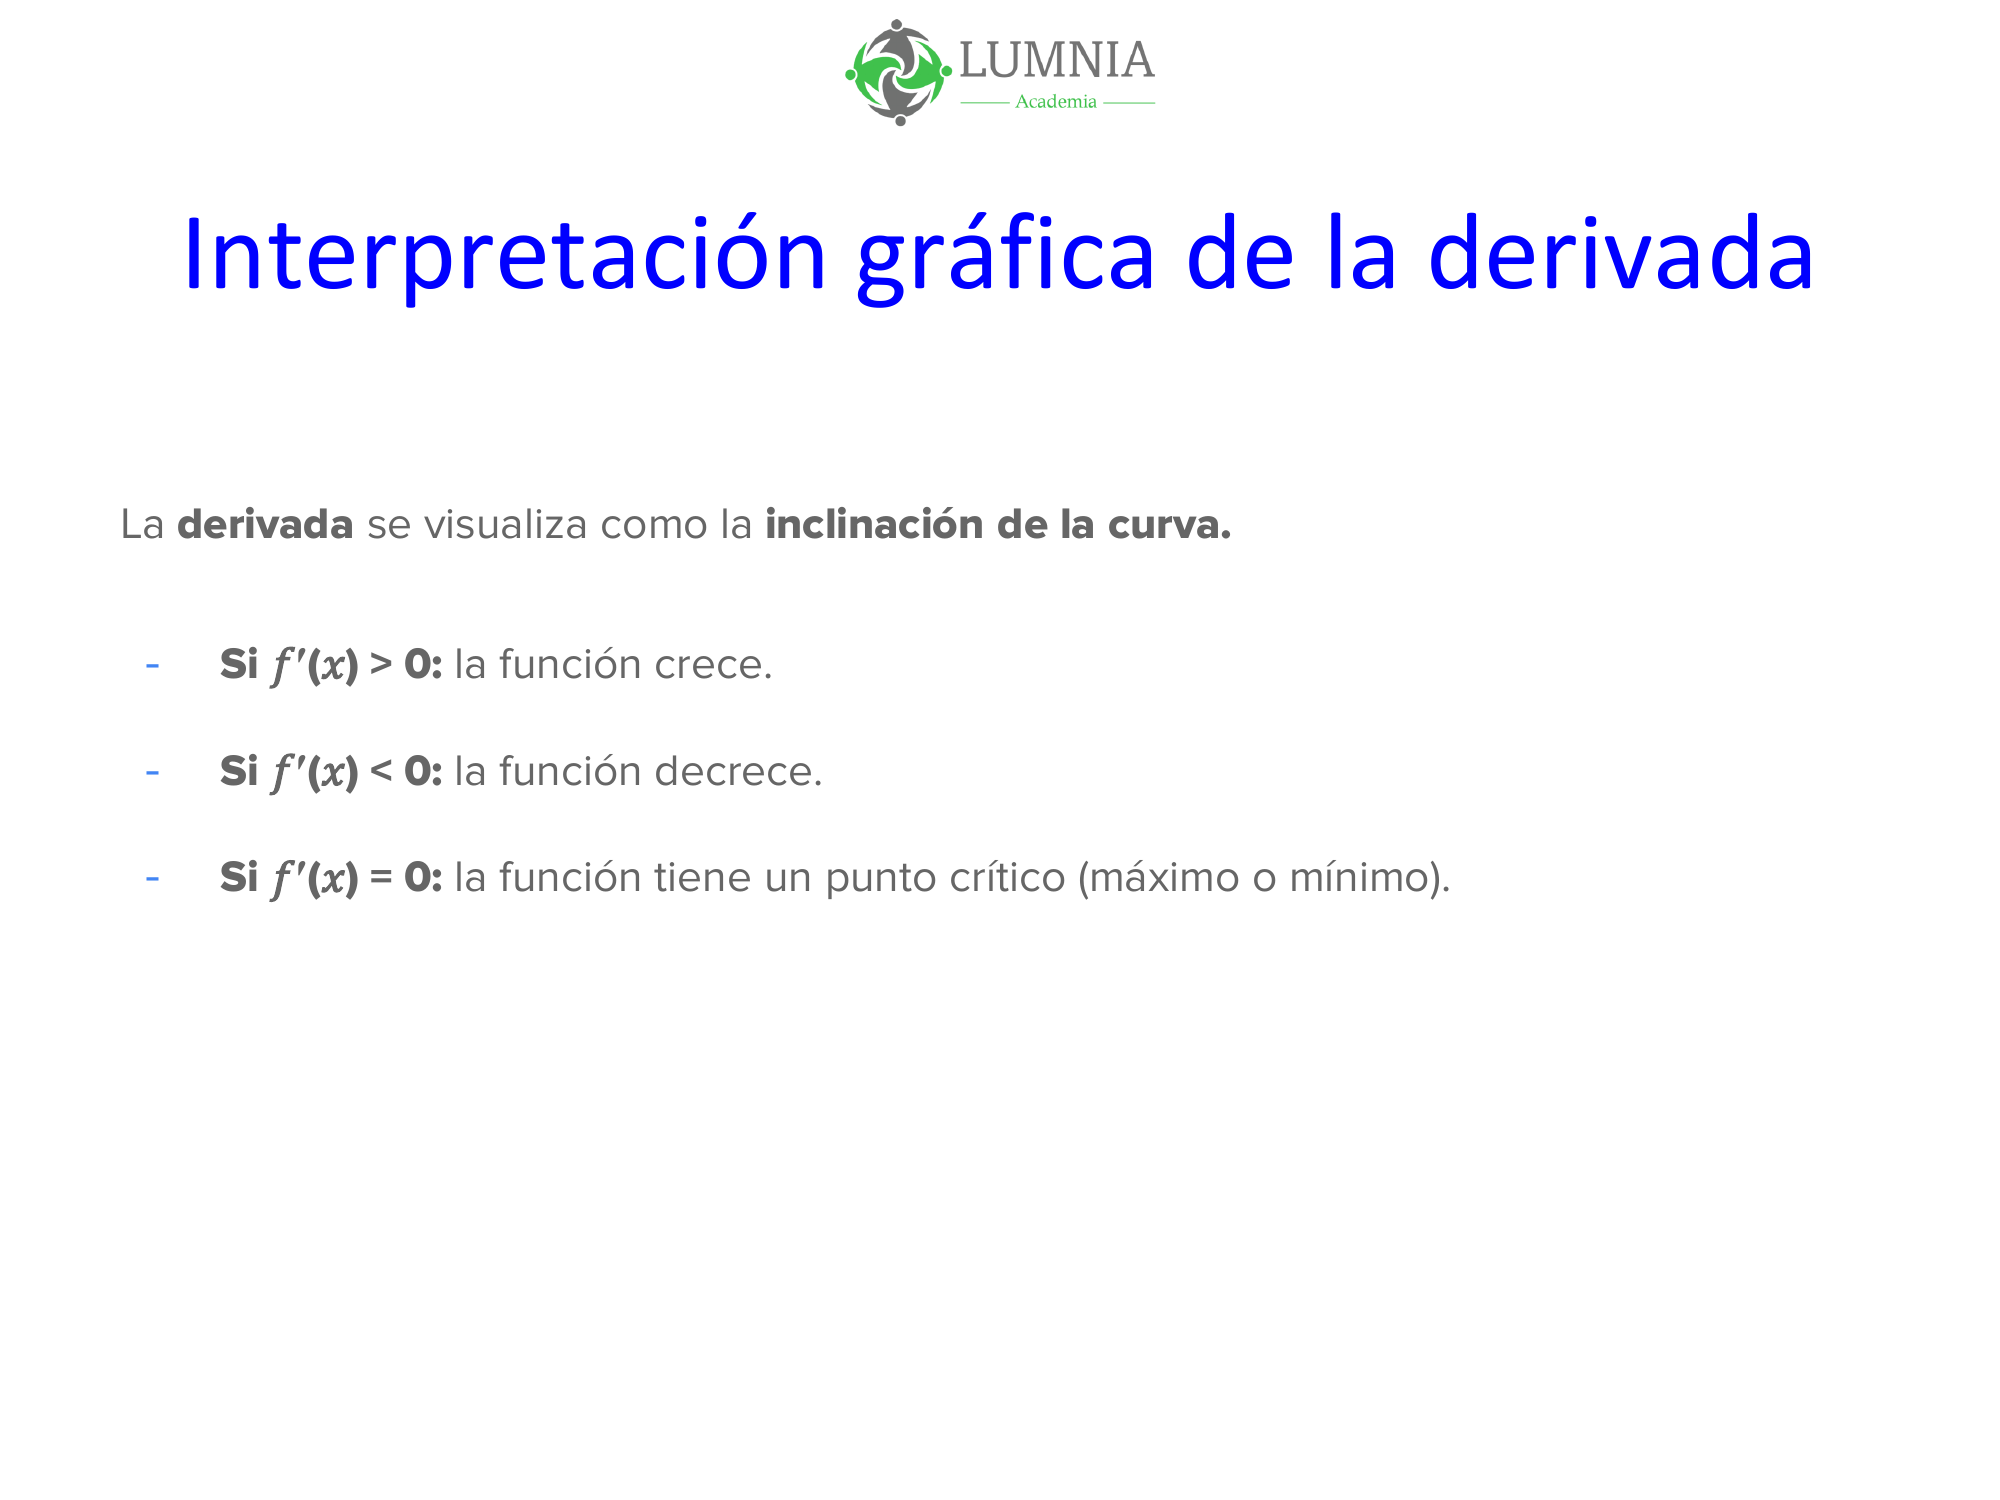 LUMNIA
Academia
Interpretación gráfica de la derivada
La derivada se visualiza como la inclinación de la curva.
- Si f′(x) > 0: la función crece.
- Si f′(x) < 0: la función decrece.
- Si f′(x) = 0: la función tiene un punto crítico (máximo o mínimo).